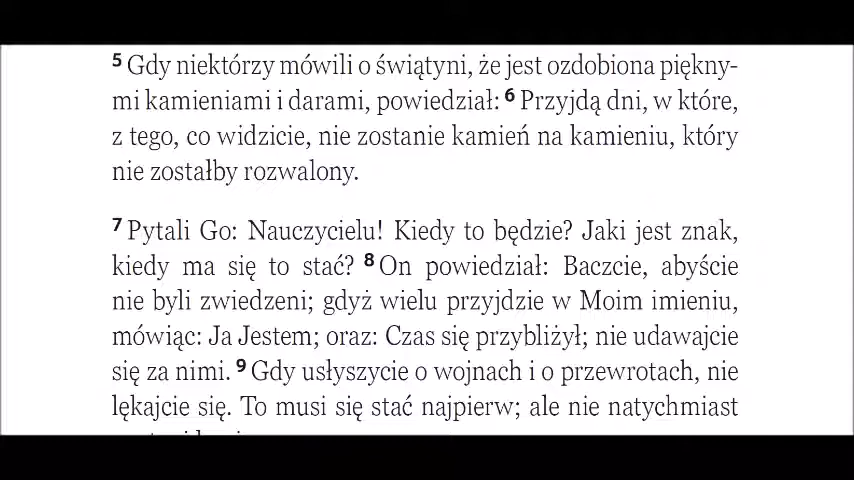 5 Gdy niektórzy mówili o świątyni, że jest ozdobiona piękny-
mi kamieniami i darami, powiedział: 6 Przyjdą dni, w które,
z tego, co widzicie, nie zostanie kamień na kamieniu, który
nie zostałby rozwalony.
7 Pytali Go: Nauczycielu! Kiedy to będzie? Jaki jest znak,
kiedy ma się to stać? 8 On powiedział: Baczcie, abyście
nie byli zwiedzeni; gdyż wielu przyjdzie w Moim imieniu,
mówiąc: Ja Jestem; oraz: Czas się przybliżył; nie udawajcie
się za nimi. 9 Gdy usłyszycie o wojnach i o przewrotach, nie
lękajcie się. To musi się stać najpierw; ale nie natychmiast